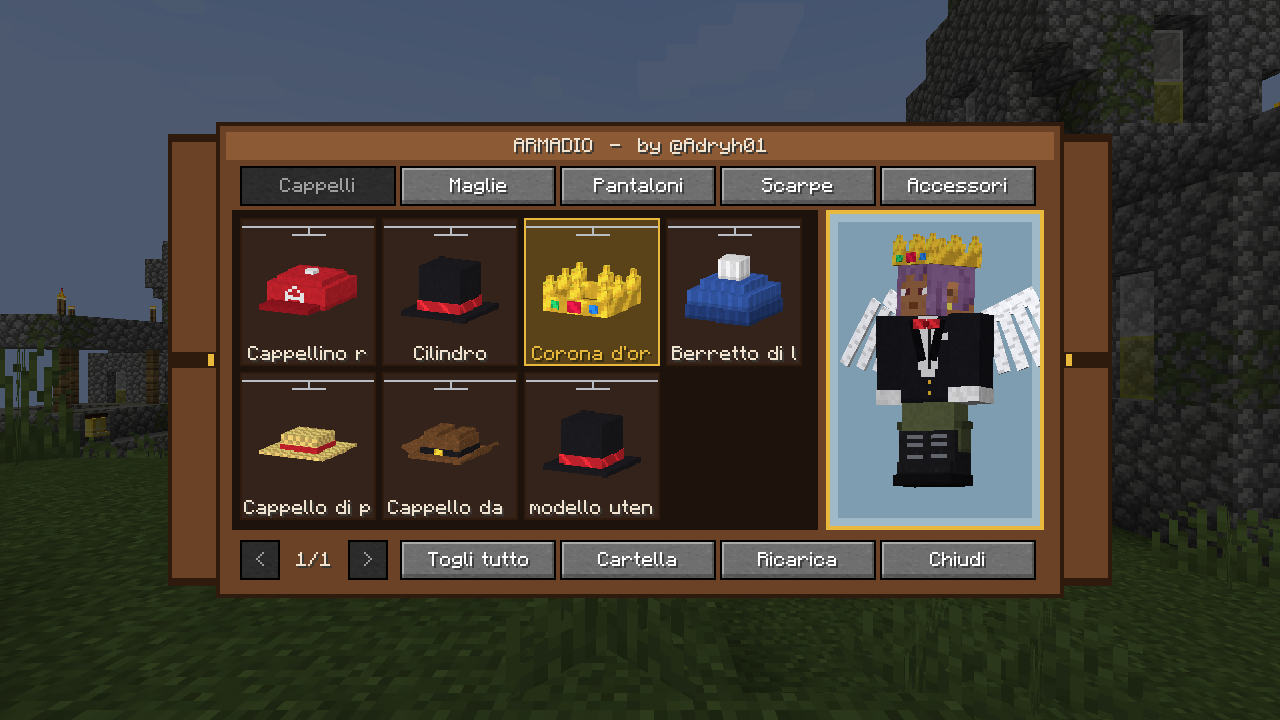 ARMADIO - by @Adryh01
Cappelli Maglie Pantaloni Scarpe Accessori
Cappellino r Cilindro Corona d'or Berretto di l
Cappello di p Cappello da modello uten
< 1/1 > Togli tutto Cartella Ricarica Chiudi